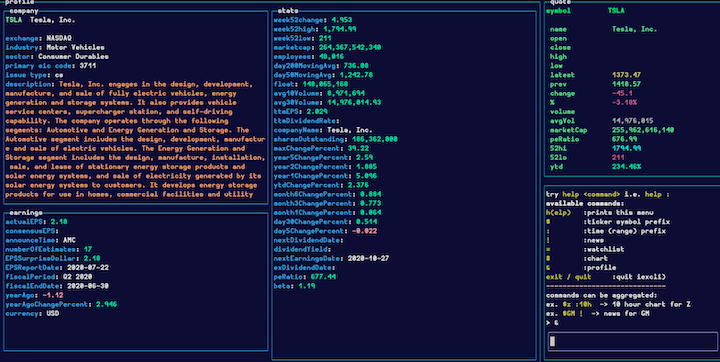 profile
company
TSLA Tesla, Inc.
exchange: NASDAQ
industry: Motor Vehicles
sector: Consumer Durables
primary sic code: 3711
issue type: cs
description: Tesla, Inc. engages in the design, development,
manufacture, and sale of fully electric vehicles, energy
generation and storage systems. It also provides vehicle
service centers, supercharger station, and self-driving
capability. The company operates through the following
segments: Automotive and Energy Generation and Storage. The
Automotive segment includes the design, development, manufactur
e and sale of electric vehicles. The Energy Generation and
Storage segment includes the design, manufacture, installation,
sale, and lease of stationary energy storage products and
solar energy systems, and sale of electricity generated by its
solar energy systems to customers. It develops energy storage
products for use in homes, commercial facilities and utility
earnings
actualEPS: 2.18
consensusEPS:
announceTime: AMC
numberOfEstimates: 17
EPSSurpriseDollar: 2.18
EPSReportDate: 2020-07-22
fiscalPeriod: Q2 2020
fiscalEndDate: 2020-06-30
yearAgo: -1.12
yearAgoChangePercent: 2.946
currency: USD
stats
week52change: 4.953
week52high: 1,794.99
week52low: 211
marketcap: 264,367,542,340
employees: 48,016
day200MovingAvg: 736.08
day50MovingAvg: 1,242.78
float: 148,065,168
avg10Volume: 8,971,694
avg30Volume: 14,976,014.93
ttmEPS: 2.029
ttmDividendRate:
companyName: Tesla, Inc.
sharesOutstanding: 186,362,000
maxChangePercent: 39.22
year5ChangePercent: 2.54
year2ChangePercent: 1.805
year1ChangePercent: 5.096
ytdChangePercent: 2.376
month6ChangePercent: 0.884
month3ChangePercent: 0.773
month1ChangePercent: 0.064
day30ChangePercent: 0.514
day5ChangePercent: -0.022
nextDividendDate:
dividendYield:
nextEarningsDate: 2020-10-27
exDividendDate:
peRatio: 677.44
beta: 1.19
quote
symbol TSLA
name Tesla, Inc.
open
close
high
low
latest 1373.47
prev 1418.57
change -45.1
% -3.18%
volume
avgVol 14,976,015
marketCap 255,962,616,140
peRatio 676.99
52hi 1794.99
52lo 211
ytd 234.46%
try help <command> i.e. help :
available commands:
h(elp) :prints this menu
:ticker symbol prefix
: :time (range) prefix
! :news
= :watchlist
:chart
:profile
exit / quit :quit iexcli)
commands can be aggregated:
ex. :10h -> 10 hour chart for Z
ex. #GM ! -> news for GM